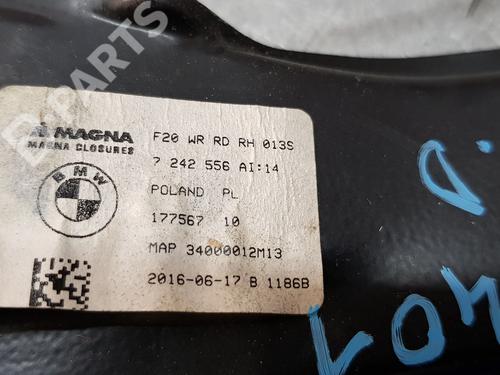 B-PARTS
MAGNA
MAGNA CLOSURES
BMW
F20 WR RD RH 013S
7 242 556 AI:14
POLAND PL
177567 10
MAP 34000012M13
2016-06-17 B 1186B